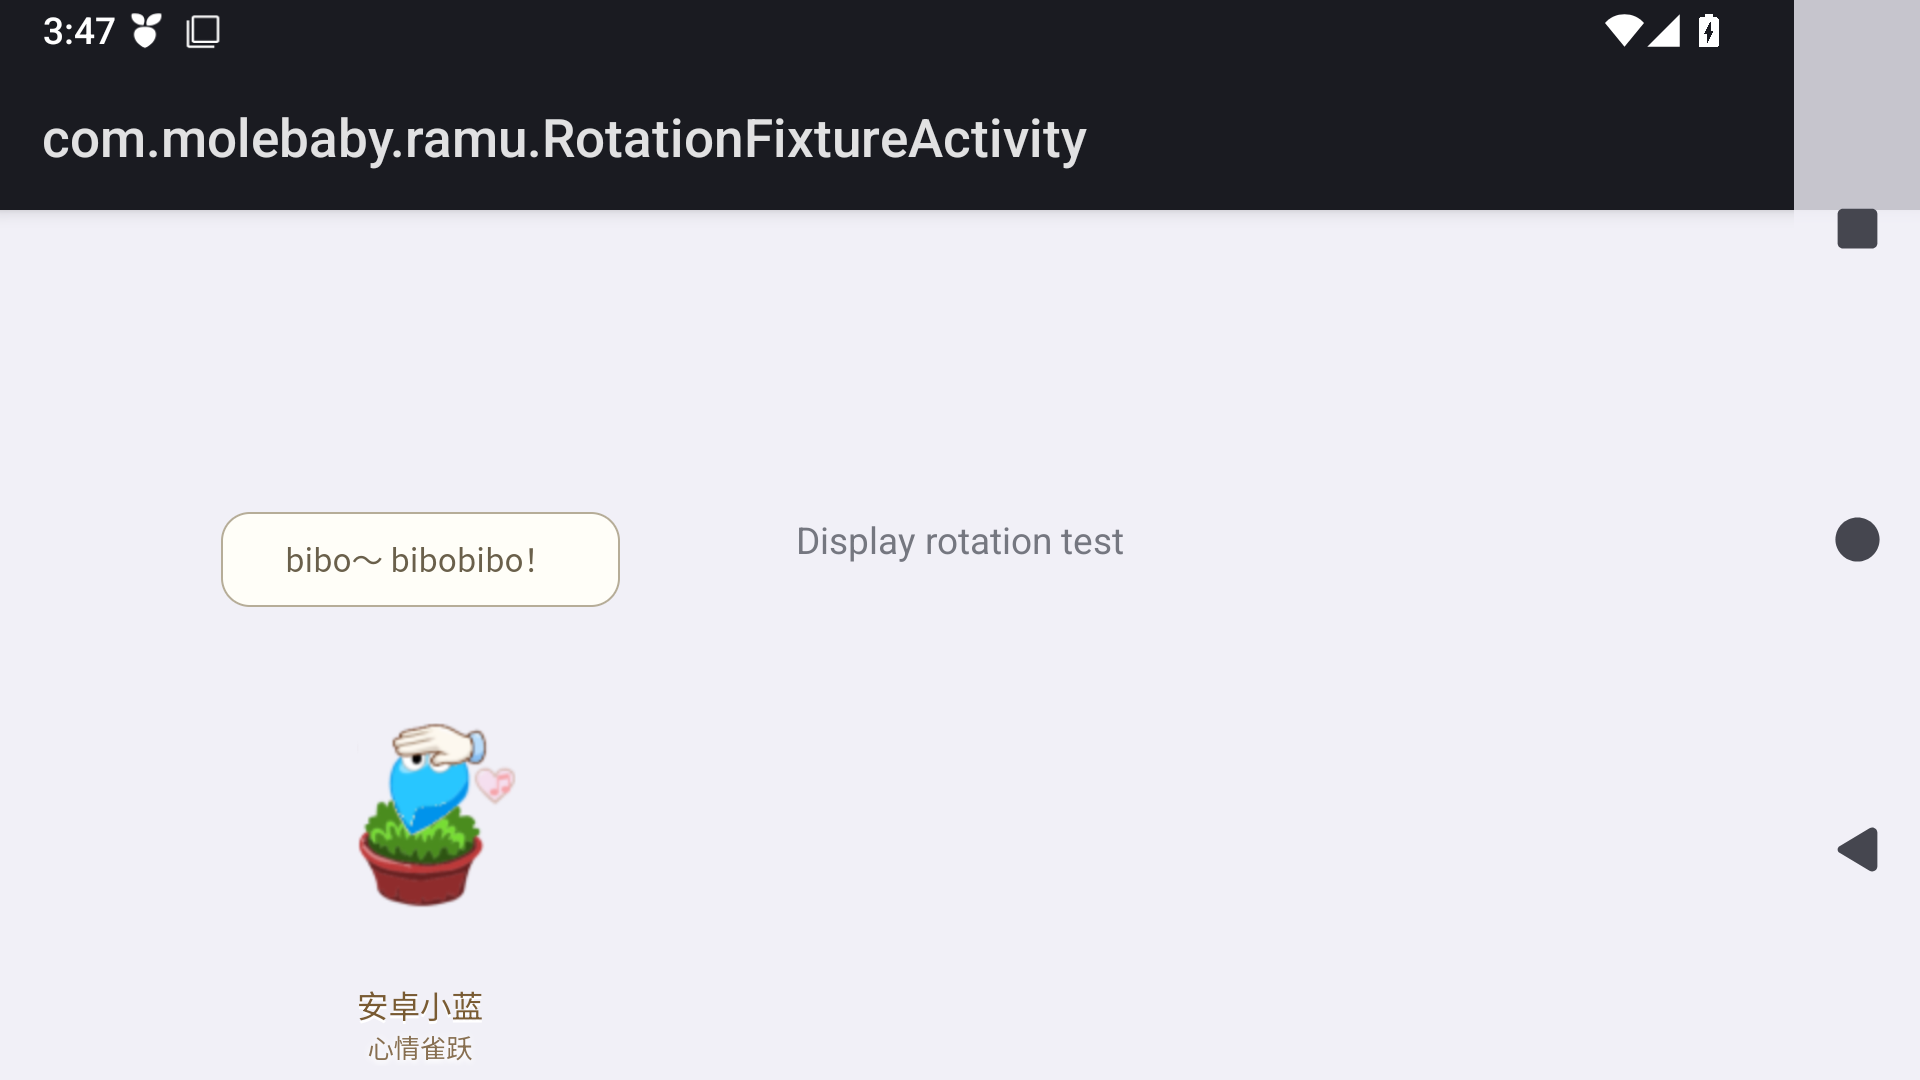 3:47
com.molebaby.ramu.RotationFixtureActivity
bibo～ bibobibo！
Display rotation test
安卓小蓝
心情雀跃